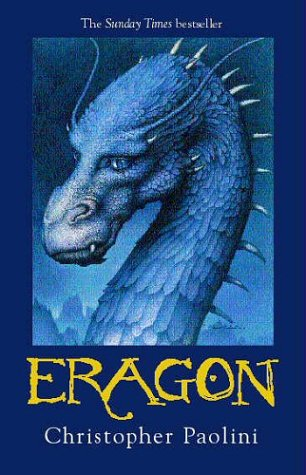 The Sunday Times bestseller
ERAGON
Christopher Paolini